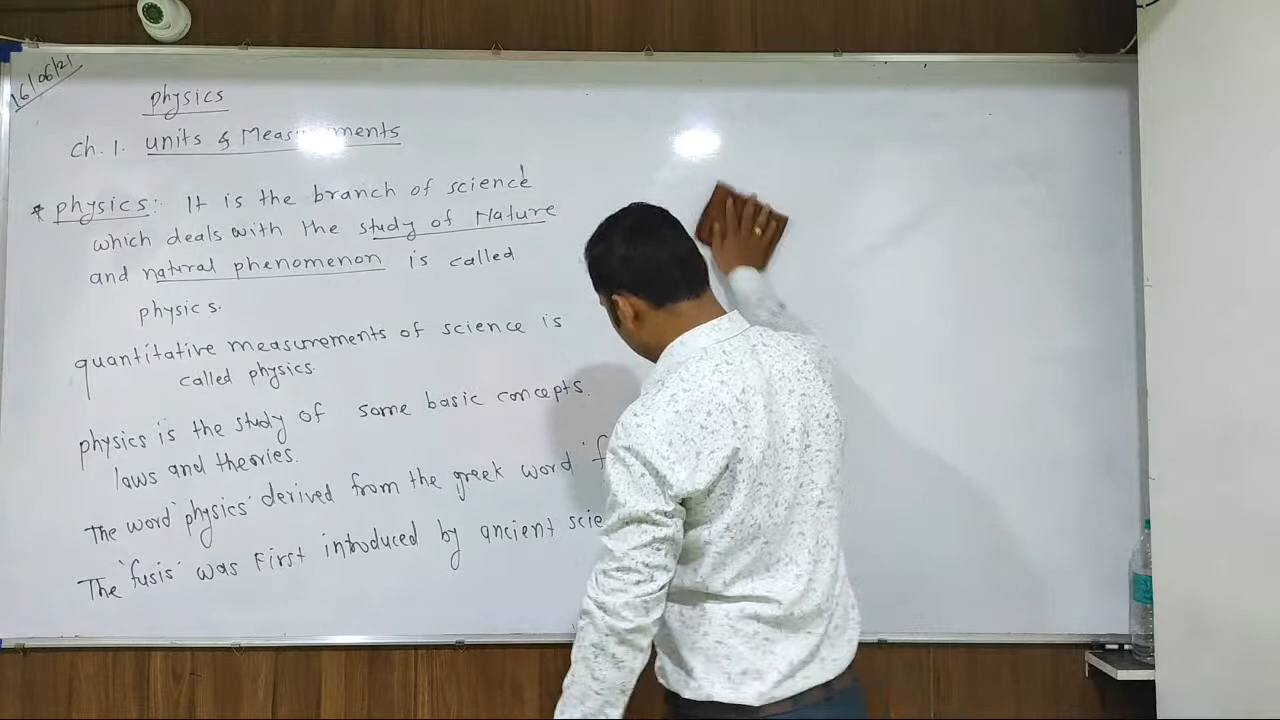 16/06/21
physics
Ch. 1. units & Measurements
* physics: It is the branch of science
which deals with the study of Nature
and natural phenomenon is called
physics.
quantitative measurements of science is
called physics.
physics is the study of some basic concepts.
laws and theories.
The word 'physics' derived from the greek word 'f
The 'fusis' was First introduced by ancient scie